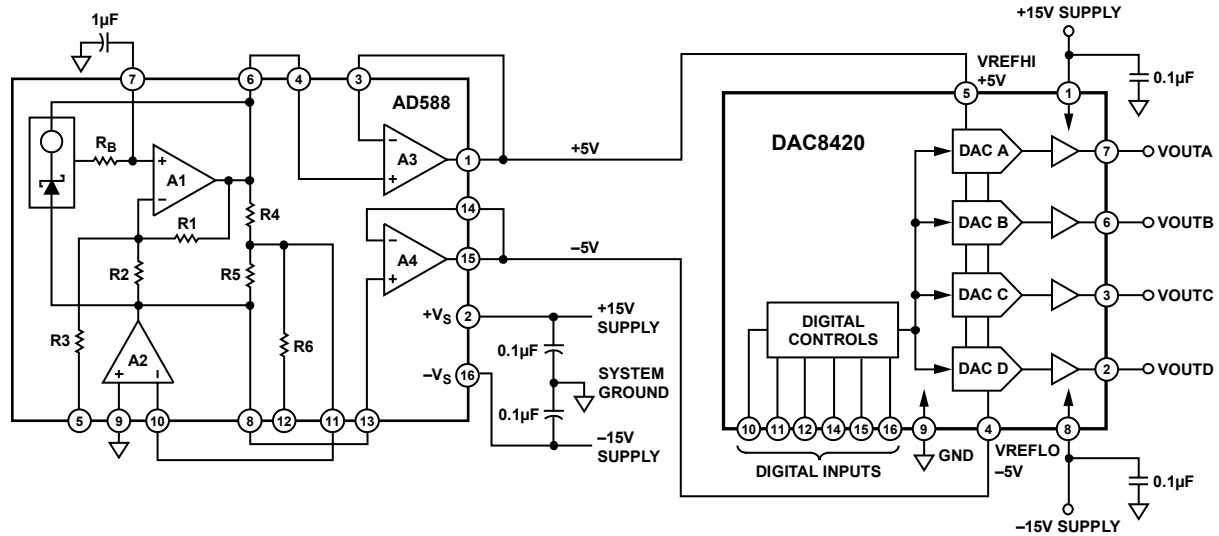 1µF
+15V SUPPLY
7
6
4
3
VREFHI
+5V
0.1µF
AD588
5
1
DAC8420
RB
A1
A3
1
+5V
DAC A
7
VOUTA
R4
R1
14
DAC B
6
VOUTB
R2
R5
A4
15
–5V
DAC C
3
VOUTC
+VS
2
+15V
SUPPLY
R3
A2
R6
0.1µF
DIGITAL
CONTROLS
DAC D
2
VOUTD
–VS
16
SYSTEM
GROUND
0.1µF
5
9
10
8
12
11
13
–15V
SUPPLY
10
11
12
14
15
16
9
4
8
GND
VREFLO
–5V
DIGITAL INPUTS
0.1µF
–15V SUPPLY